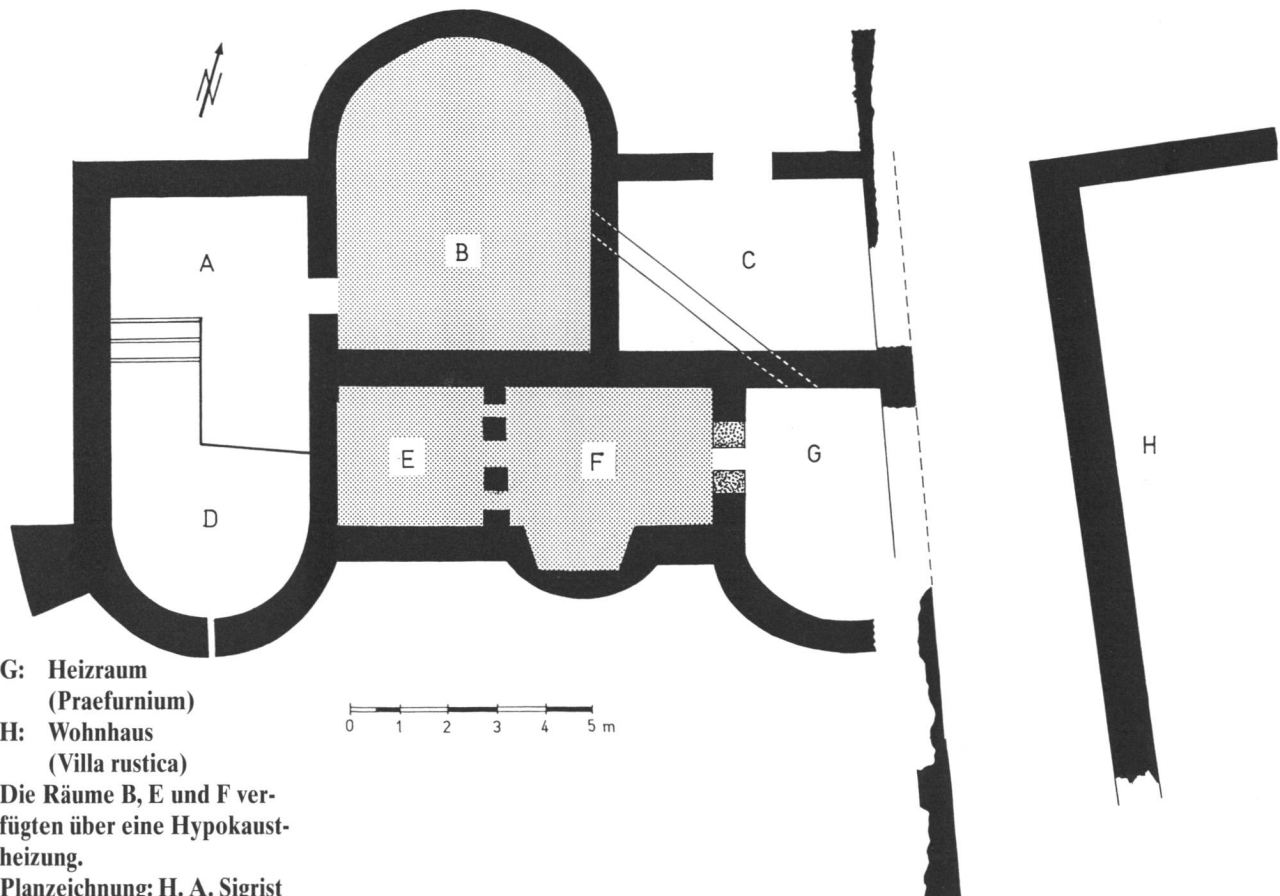 N
A
B
C
D
E
F
G
H
0 1 2 3 4 5 m
G: Heizraum
(Praefurnium)
H: Wohnhaus
(Villa rustica)
Die Räume B, E und F ver-
fügten über eine Hypokaust-
heizung.
Planzeichnung: H. A. Sigrist